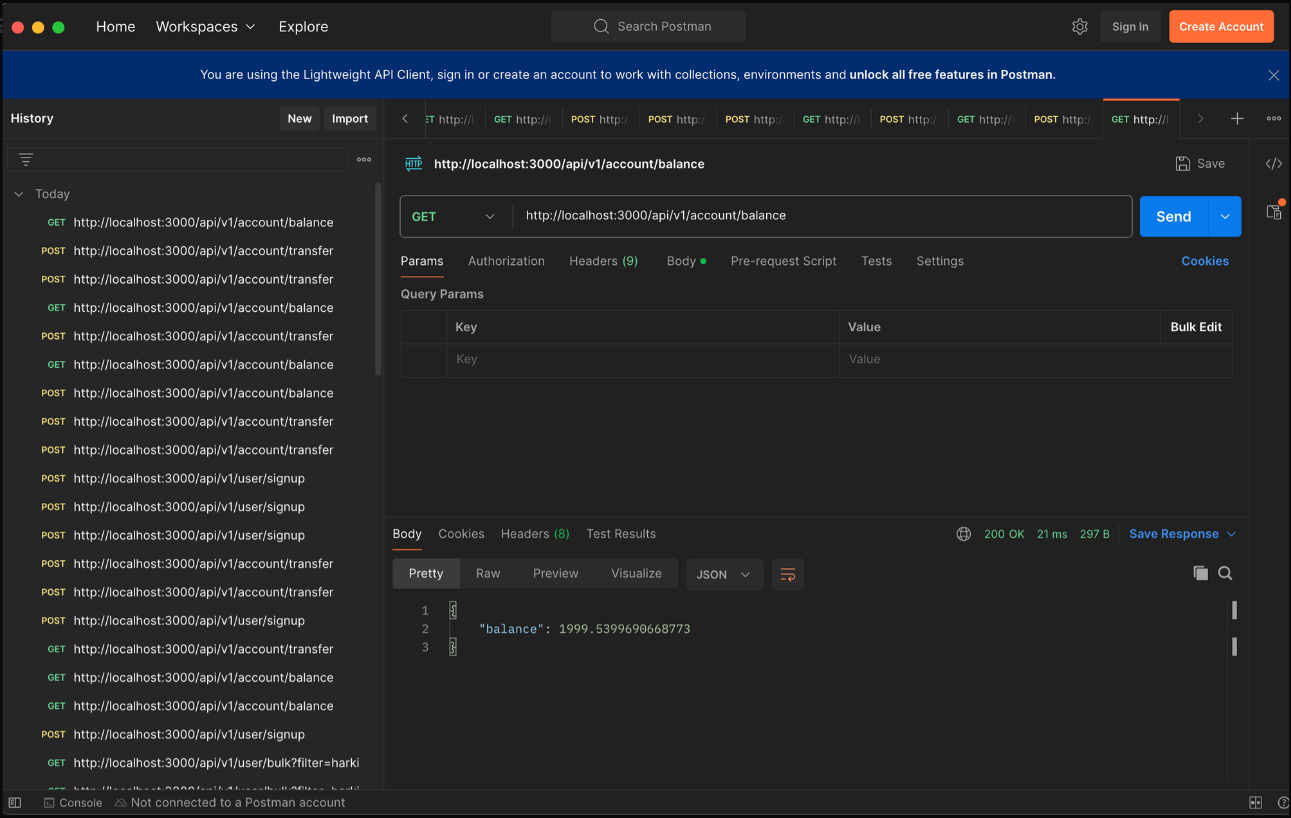 Home Workspaces Explore Search Postman Sign In Create Account
You are using the Lightweight API Client, sign in or create an account to work with collections, environments and unlock all free features in Postman.
History New Import
ET http:// GET http:// POST http:/ POST http:/ POST http:/ GET http:// POST http:/ GET http:// POST http:/ GET http://
HTTP http://localhost:3000/api/v1/account/balance Save </>
Today
GET http://localhost:3000/api/v1/account/balance
POST http://localhost:3000/api/v1/account/transfer
POST http://localhost:3000/api/v1/account/transfer
GET http://localhost:3000/api/v1/account/balance
POST http://localhost:3000/api/v1/account/transfer
GET http://localhost:3000/api/v1/account/balance
POST http://localhost:3000/api/v1/account/balance
POST http://localhost:3000/api/v1/account/transfer
POST http://localhost:3000/api/v1/account/transfer
POST http://localhost:3000/api/v1/user/signup
POST http://localhost:3000/api/v1/user/signup
POST http://localhost:3000/api/v1/user/signup
POST http://localhost:3000/api/v1/account/transfer
POST http://localhost:3000/api/v1/account/transfer
POST http://localhost:3000/api/v1/user/signup
GET http://localhost:3000/api/v1/account/transfer
GET http://localhost:3000/api/v1/account/balance
GET http://localhost:3000/api/v1/account/balance
POST http://localhost:3000/api/v1/user/signup
GET http://localhost:3000/api/v1/user/bulk?filter=harki
GET http://localhost:3000/api/v1/account/balance Send
Params Authorization Headers (9) Body Pre-request Script Tests Settings Cookies
Query Params
Key Value Bulk Edit
Key Value
Body Cookies Headers (8) Test Results 200 OK 21 ms 297 B Save Response
Pretty Raw Preview Visualize JSON
1 {
2 "balance": 1999.5399690668773
3 }
Console Not connected to a Postman account